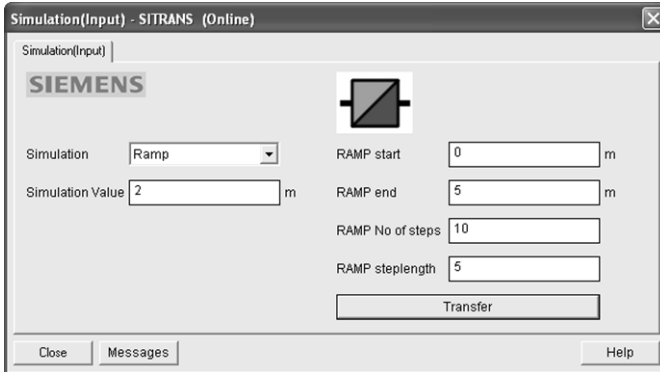 Simulation(Input) - SITRANS (Online)
Simulation(Input)
SIEMENS
Simulation Ramp
Simulation Value 2 m
RAMP start 0 m
RAMP end 5 m
RAMP No of steps 10
RAMP steplength 5
Transfer
Close Messages Help